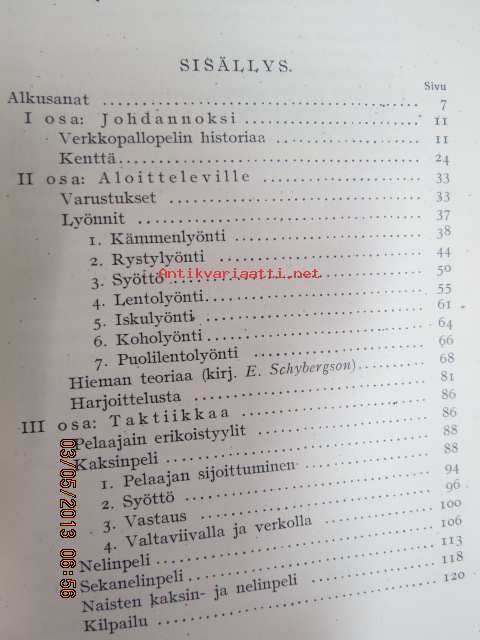 SISÄLLYS.
Sivu
Alkusanat ........ 7
I osa: Johdannoksi ........ 11
Verkkopallopelin historiaa ........ 11
Kenttä ........ 24
II osa: Aloitteleville ........ 33
Varustukset ........ 33
Lyönnit ........ 37
1. Kämmenlyönti ........ 38
2. Rystylyönti ........ 44
3. Syöttö ........ 50
Antikvariaatti.net
4. Lentolyönti ........ 55
5. Iskulyönti ........ 61
6. Koholyönti ........ 64
7. Puolilentolyönti ........ 66
Hieman teoriaa (kirj. E. Schybergson) ........ 68
Harjoittelusta ........ 81
III osa: Taktiikkaa ........ 86
Pelaajain erikoistyylit ........ 86
Kaksinpeli ........ 88
1. Pelaajan sijoittuminen ........ 88
2. Syöttö ........ 94
3. Vastaus ........ 96
4. Valtaviivalla ja verkolla ........ 100
Nelinpeli ........ 106
Sekanelinpeli ........ 113
Naisten kaksin- ja nelinpeli ........ 118
Kilpailu ........ 120
03/05/2013 06:56